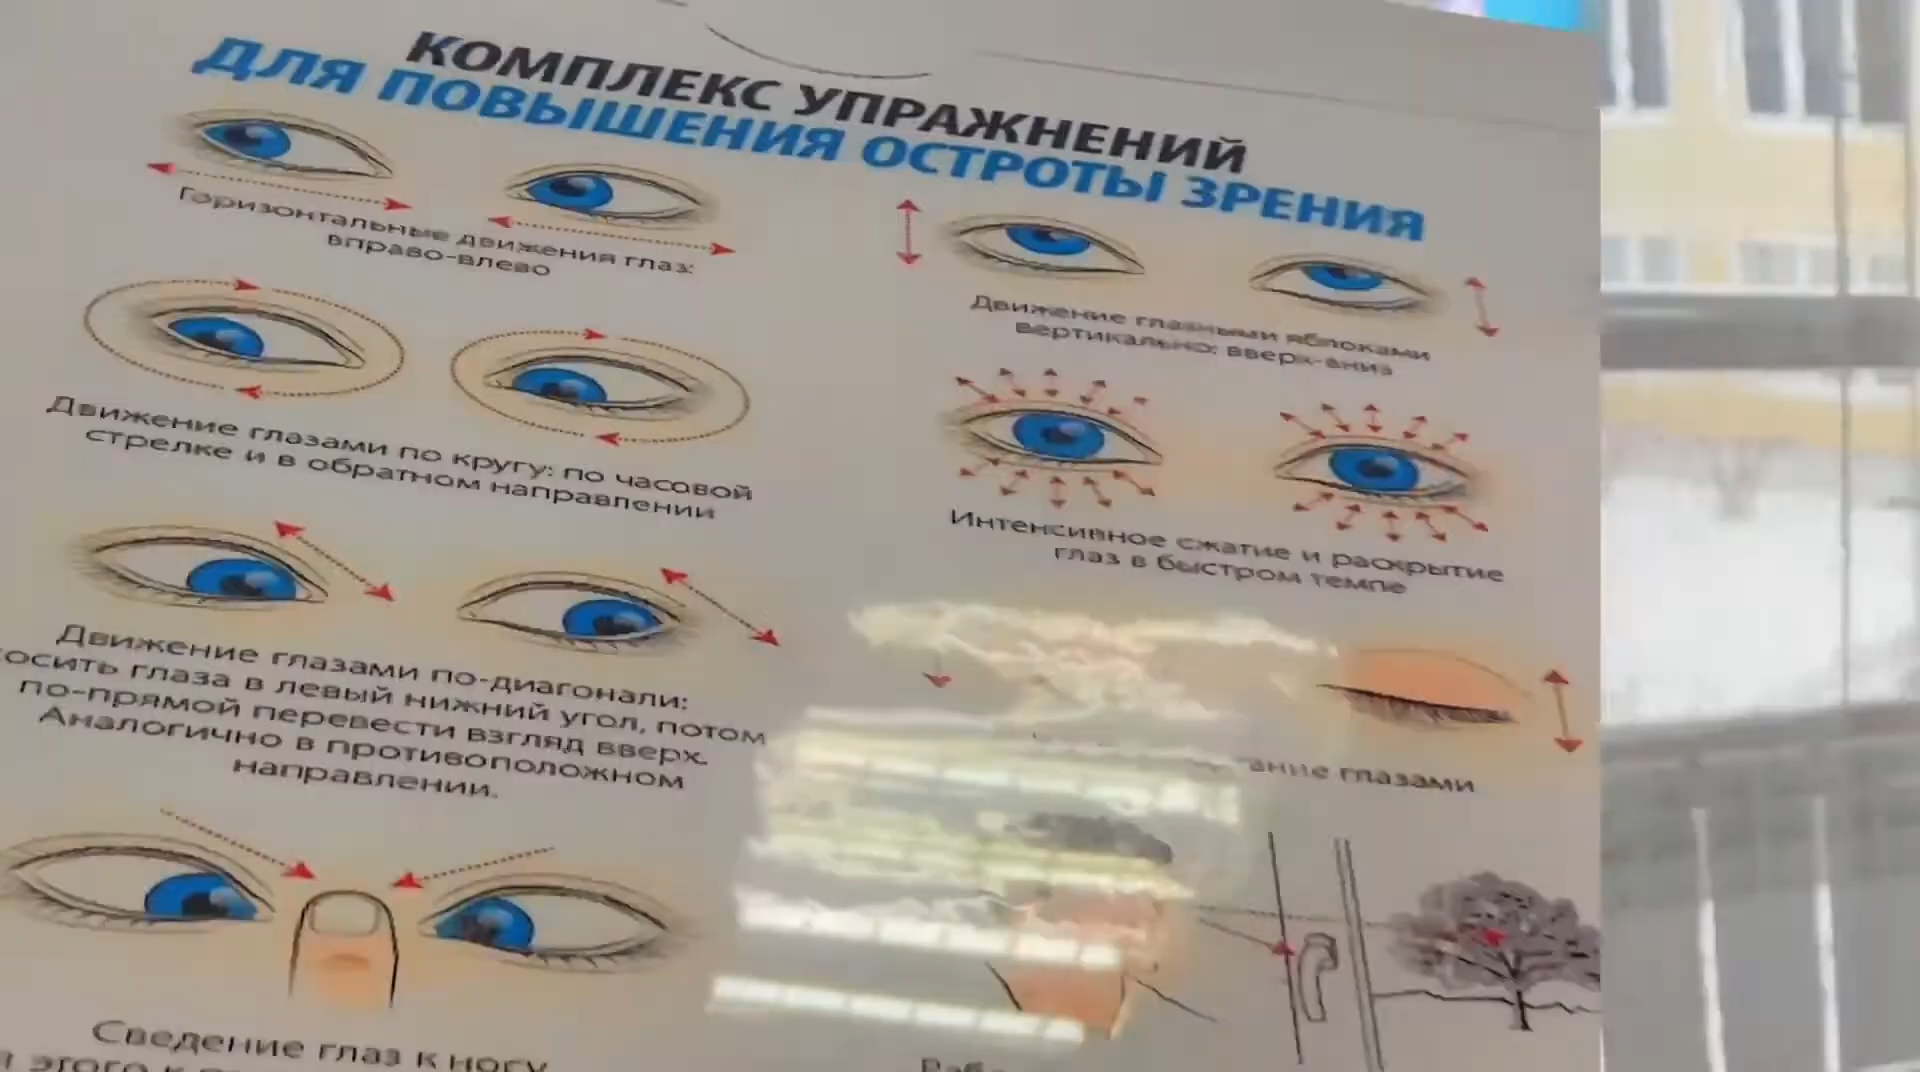 КОМПЛЕКС УПРАЖНЕНИЙ
ДЛЯ ПОВЫШЕНИЯ ОСТРОТЫ ЗРЕНИЯ
Горизонтальные движения глаз:
вправо-влево
Движение глазными яблоками
вертикально: вверх-вниз
Движение глазами по кругу: по часовой
стрелке и в обратном направлении
Интенсивное сжатие и раскрытие
глаз в быстром темпе
Движение глазами по-диагонали:
глаза в левый нижний угол, потом
по-прямой перевести взгляд вверх.
Аналогично в противоположном
направлении.
глазами
Сведение глаз к носу